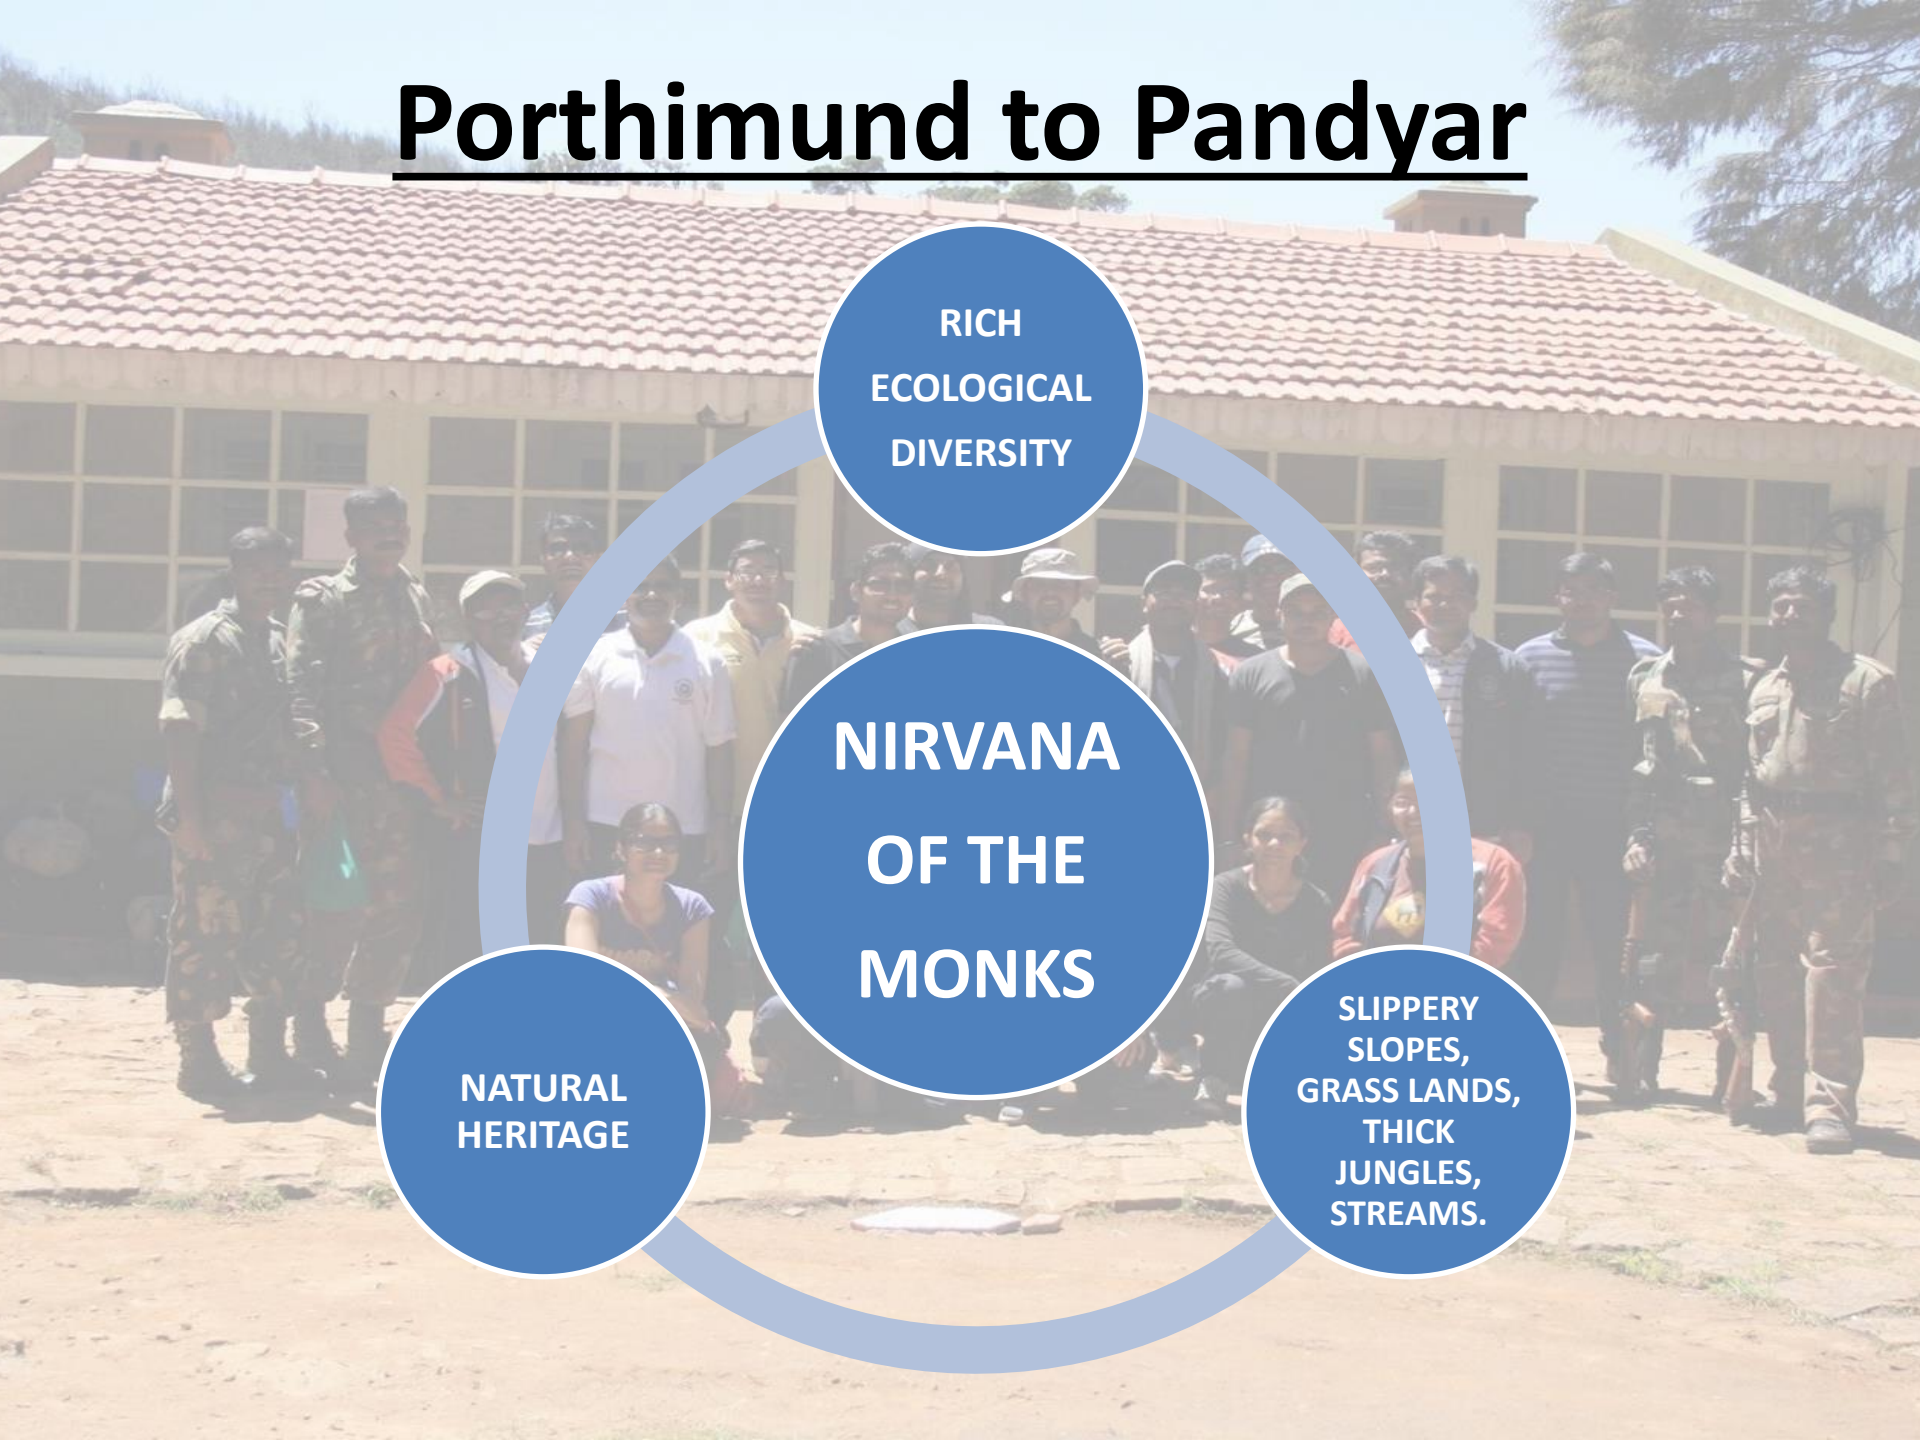 Porthimund to Pandyar
RICH
ECOLOGICAL
DIVERSITY
NIRVANA
OF THE
MONKS
NATURAL
HERITAGE
SLIPPERY
SLOPES,
GRASS LANDS,
THICK
JUNGLES,
STREAMS.